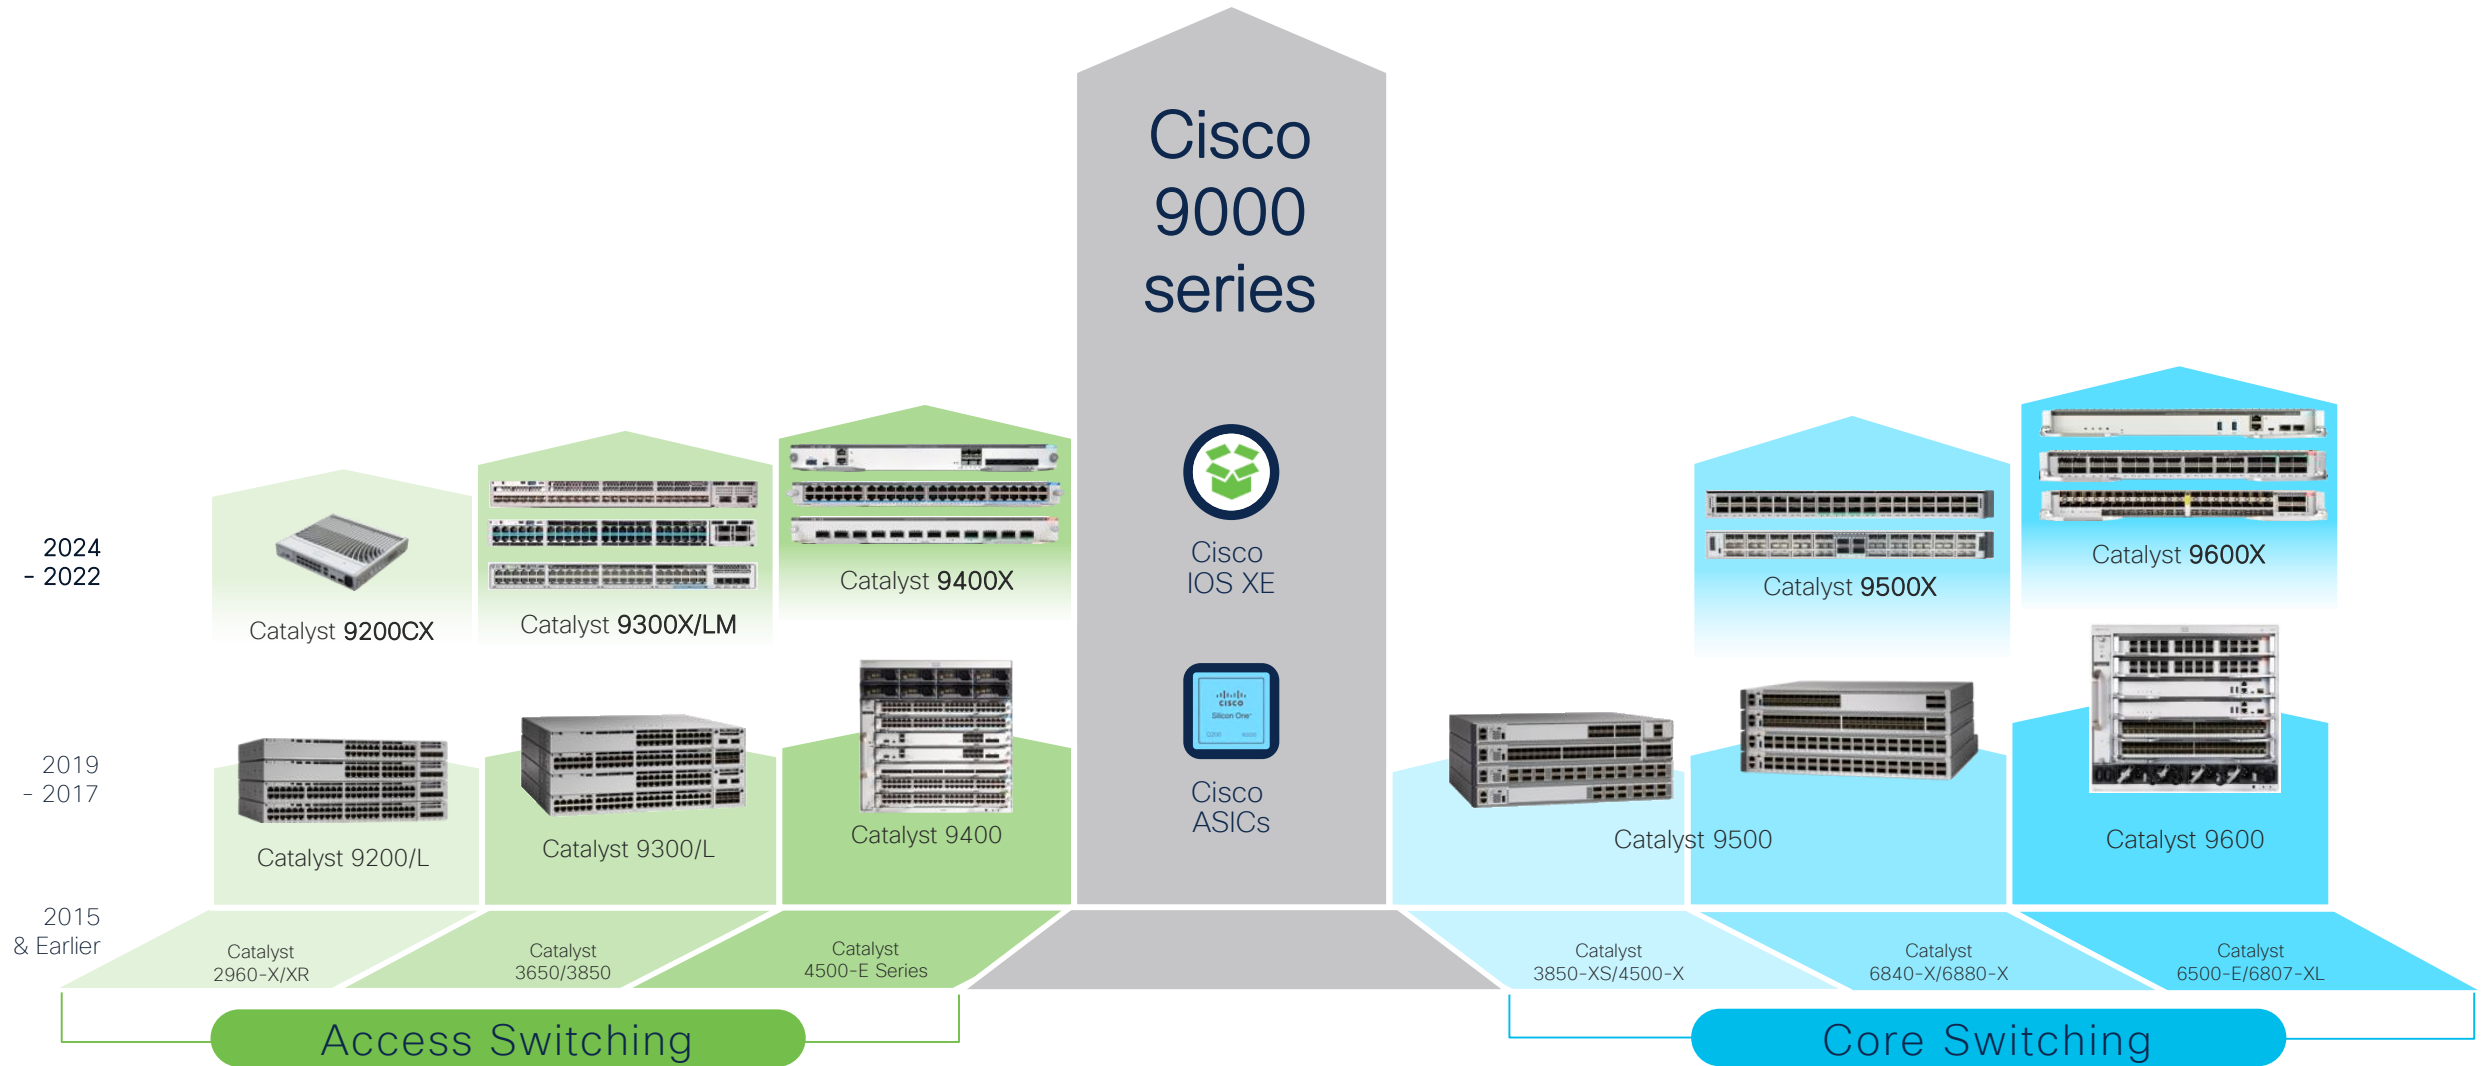 Cisco
9000
series
2024
- 2022
Catalyst 9200CX
Catalyst 9300X/LM
Catalyst 9400X
Cisco
IOS XE
Catalyst 9500X
Catalyst 9600X
2019
- 2017
Catalyst 9200/L
Catalyst 9300/L
Catalyst 9400
CISCO
Silicon One
Cisco
ASICs
Catalyst 9500
Catalyst 9600
2015
& Earlier
Catalyst
2960-X/XR
Catalyst
3650/3850
Catalyst
4500-E Series
Catalyst
3850-XS/4500-X
Catalyst
6840-X/6880-X
Catalyst
6500-E/6807-XL
Access Switching
Core Switching